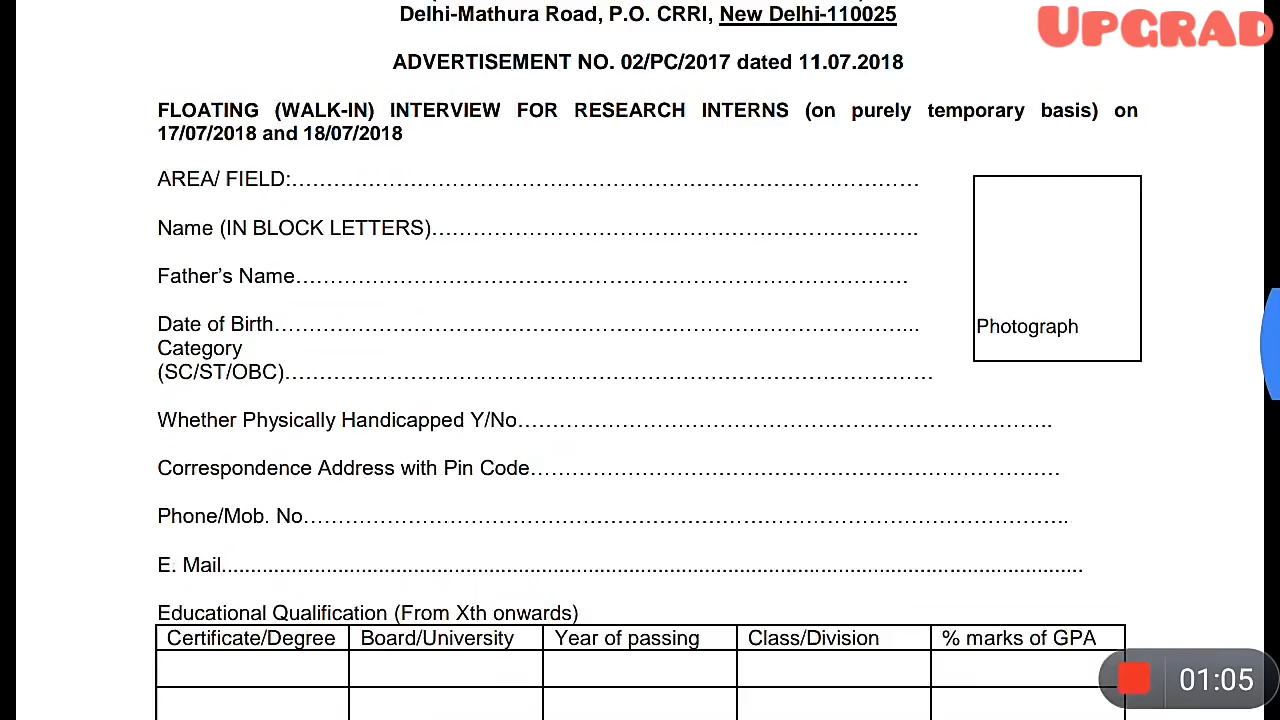 Delhi-Mathura Road, P.O. CRRI, New Delhi-110025
UPGRAD
ADVERTISEMENT NO. 02/PC/2017 dated 11.07.2018
FLOATING (WALK-IN) INTERVIEW FOR RESEARCH INTERNS (on purely temporary basis) on
17/07/2018 and 18/07/2018
AREA/ FIELD:……………………………………………………………………………
Name (IN BLOCK LETTERS)…………………………………………………………….
Father’s Name…………………………………………………………………………….
Date of Birth………………………………………………………………………………...
Photograph
Category
(SC/ST/OBC)…………………………………………………………………………………
Whether Physically Handicapped Y/No…………………………………………………………………….
Correspondence Address with Pin Code…………………………………………………………………….
Phone/Mob. No…………………………………………………………………………………………………..
E. Mail.....................................................................................................................................................
Educational Qualification (From Xth onwards)
Certificate/Degree Board/University Year of passing Class/Division % marks of GPA
01:05